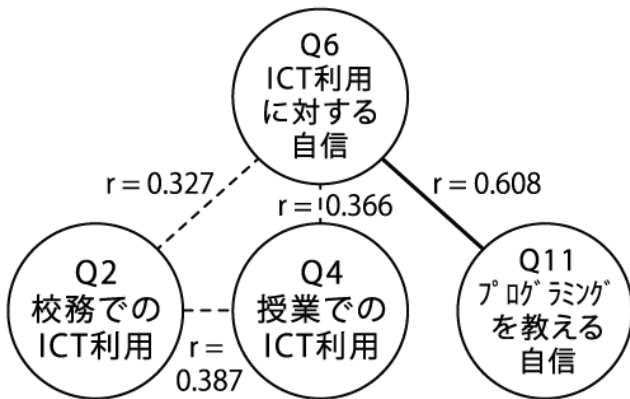 Q6
ICT利用
に対する
自信
r = 0.327
r = 0.366
r = 0.608
Q2
校務での
ICT利用
r =
0.387
Q4
授業での
ICT利用
Q11
プログラミング
を教える
自信